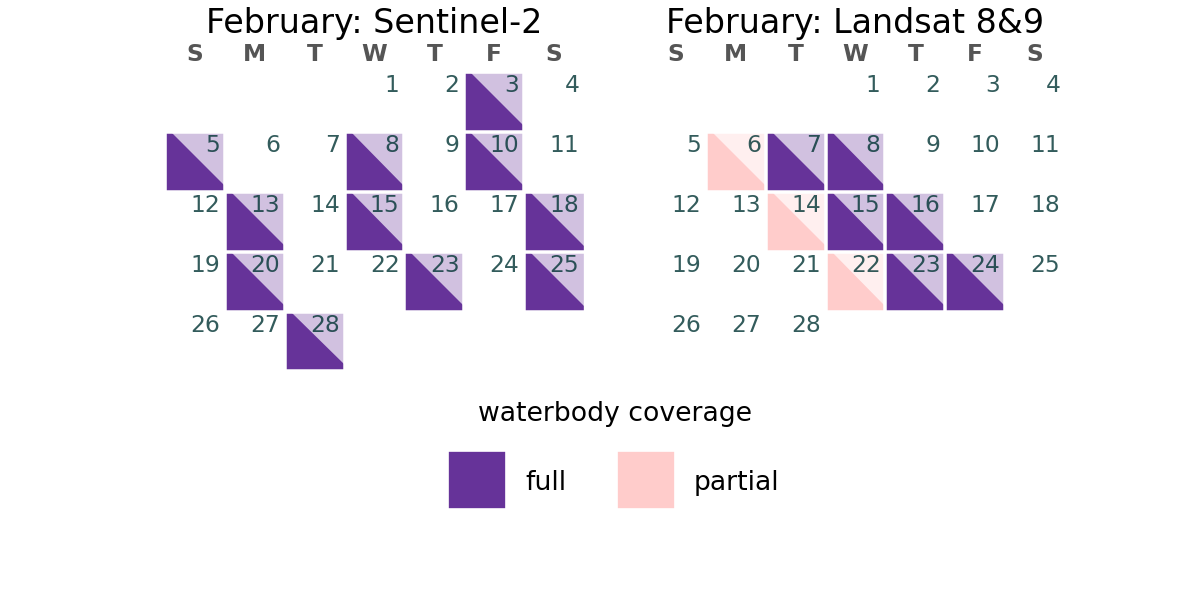 February: Sentinel-2
S M T W T F S
1 2 3 4
5 6 7 8 9 10 11
12 13 14 15 16 17 18
19 20 21 22 23 24 25
26 27 28
February: Landsat 8&9
S M T W T F S
1 2 3 4
5 6 7 8 9 10 11
12 13 14 15 16 17 18
19 20 21 22 23 24 25
26 27 28
waterbody coverage
full partial